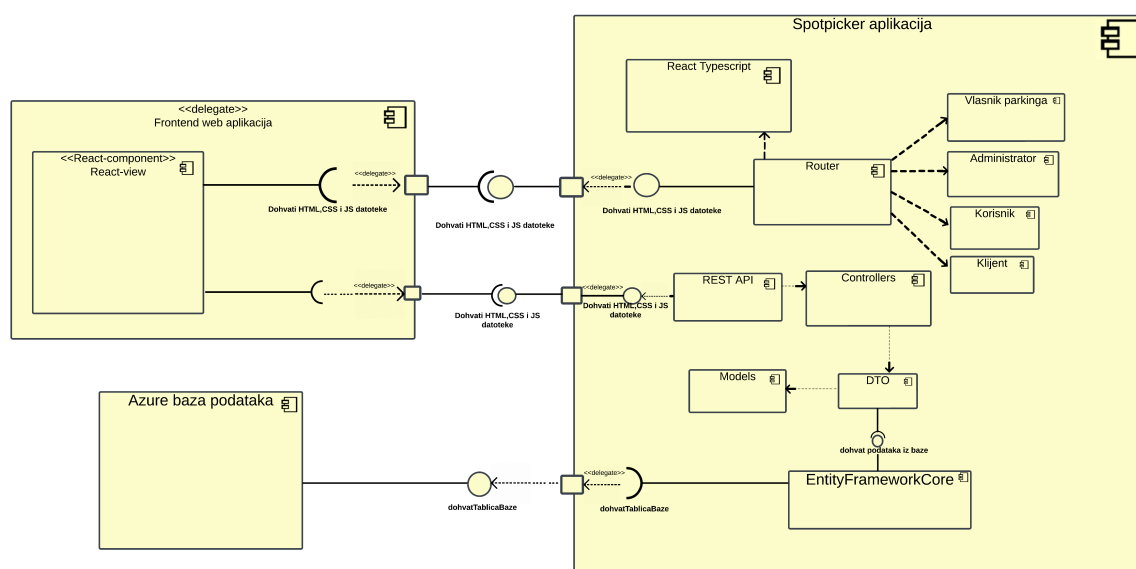 Spotpicker aplikacija
React Typescript
Vlasnik parkinga
<<delegate>>
Frontend web aplikacija
<<React-component>>
React-view
<<delegate>>
Dohvati HTML,CSS i JS datoteke
Dohvati HTML,CSS i JS datoteke
<<delegate>>
Dohvati HTML,CSS i JS datoteke
Router
Administrator
Korisnik
Klijent
<<delegate>>
Dohvati HTML,CSS i JS
datoteke
<<delegate>>
Dohvati HTML,CSS i JS
datoteke
REST API
Controllers
Models
DTO
dohvat podataka iz baze
Azure baza podataka
dohvatTablicaBaze
<<delegate>>
dohvatTablicaBaze
EntityFrameworkCore